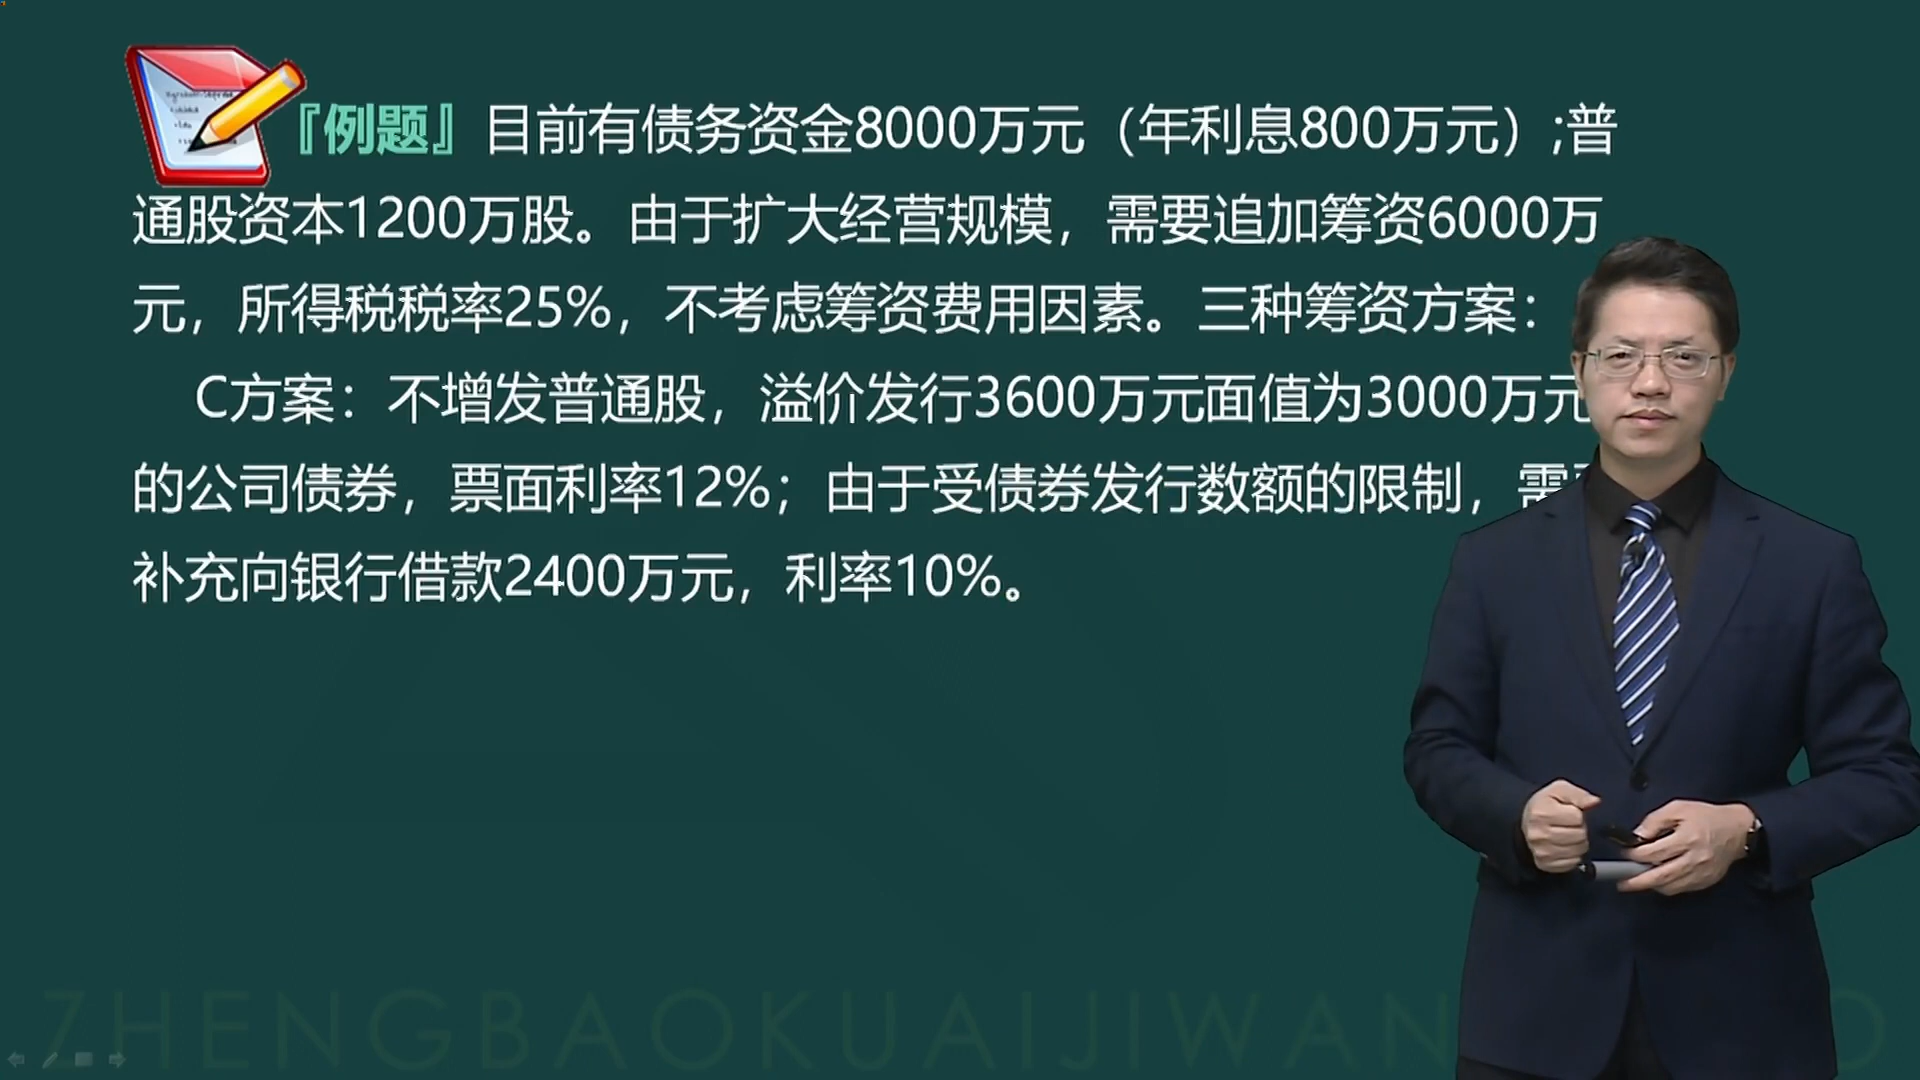 『例题』目前有债务资金8000万元（年利息800万元）;普
通股资本1200万股。由于扩大经营规模，需要追加筹资6000万
元，所得税税率25%，不考虑筹资费用因素。三种筹资方案：
C方案：不增发普通股，溢价发行3600万元面值为3000万元
的公司债券，票面利率12%；由于受债券发行数额的限制，需
补充向银行借款2400万元，利率10%。
ZHENGBAOKUAIJIWAN